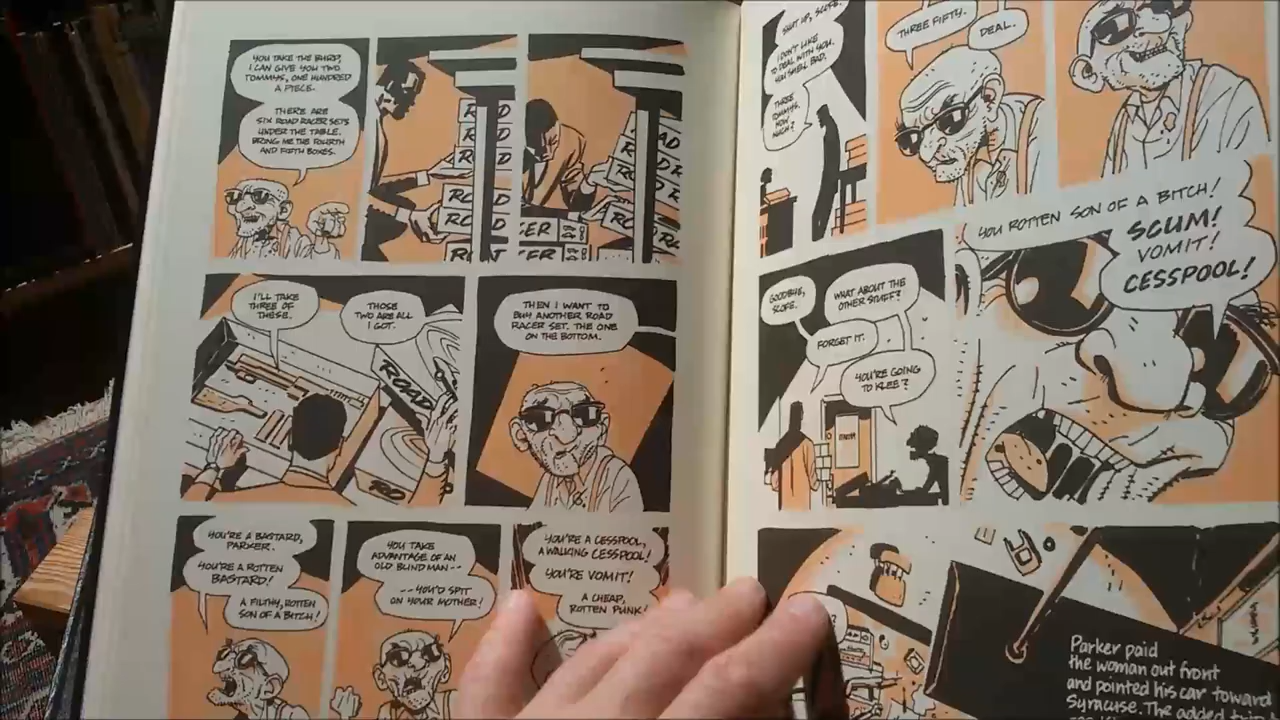 YOU TAKE THE BURD,
I CAN GIVE YOU TWO
TOMMYS, ONE HUNDRED
A PIECE.
THERE ARE
SIX ROAD RACER SETS
UNDER THE TABLE.
BRING ME THE FOURTH
AND FIFTH BOXES.
ROAD
ROAD
ROAD
ROAD
ROAD
I'LL TAKE
THREE OF
THESE.
THOSE
TWO ARE ALL
I GOT.
ROAD
THEN I WANT TO
BUY ANOTHER ROAD
RACER SET. THE ONE
ON THE BOTTOM.
YOU'RE A BASTARD,
PARKER.
YOU'RE A ROTTEN
BASTARD!
A FILTHY, ROTTEN
SON OF A BITCH!
YOU TAKE
ADVANTAGE OF AN
OLD BLIND MAN--
--YOU'D SPIT
ON YOUR MOTHER!
YOU'RE A CESSPOOL,
A WALKING CESSPOOL!
YOU'RE VOMIT!
A CHEAP,
ROTTEN PUNK!
SHUT UP, SCOFE.
I DON'T LIKE
TO DEAL WITH YOU.
YOU SMELL BAD.
THREE
TOMMYS.
HOW
MUCH?
THREE FIFTY.
DEAL.
GOODBYE,
SCOFE.
WHAT ABOUT THE
OTHER STUFF?
FORGET IT.
YOU'RE GOING
TO KLEE?
YOU ROTTEN SON OF A BITCH!
SCUM!
VOMIT!
CESSPOOL!
Parker paid
the woman out front
and pointed his car toward
Syracuse. The added